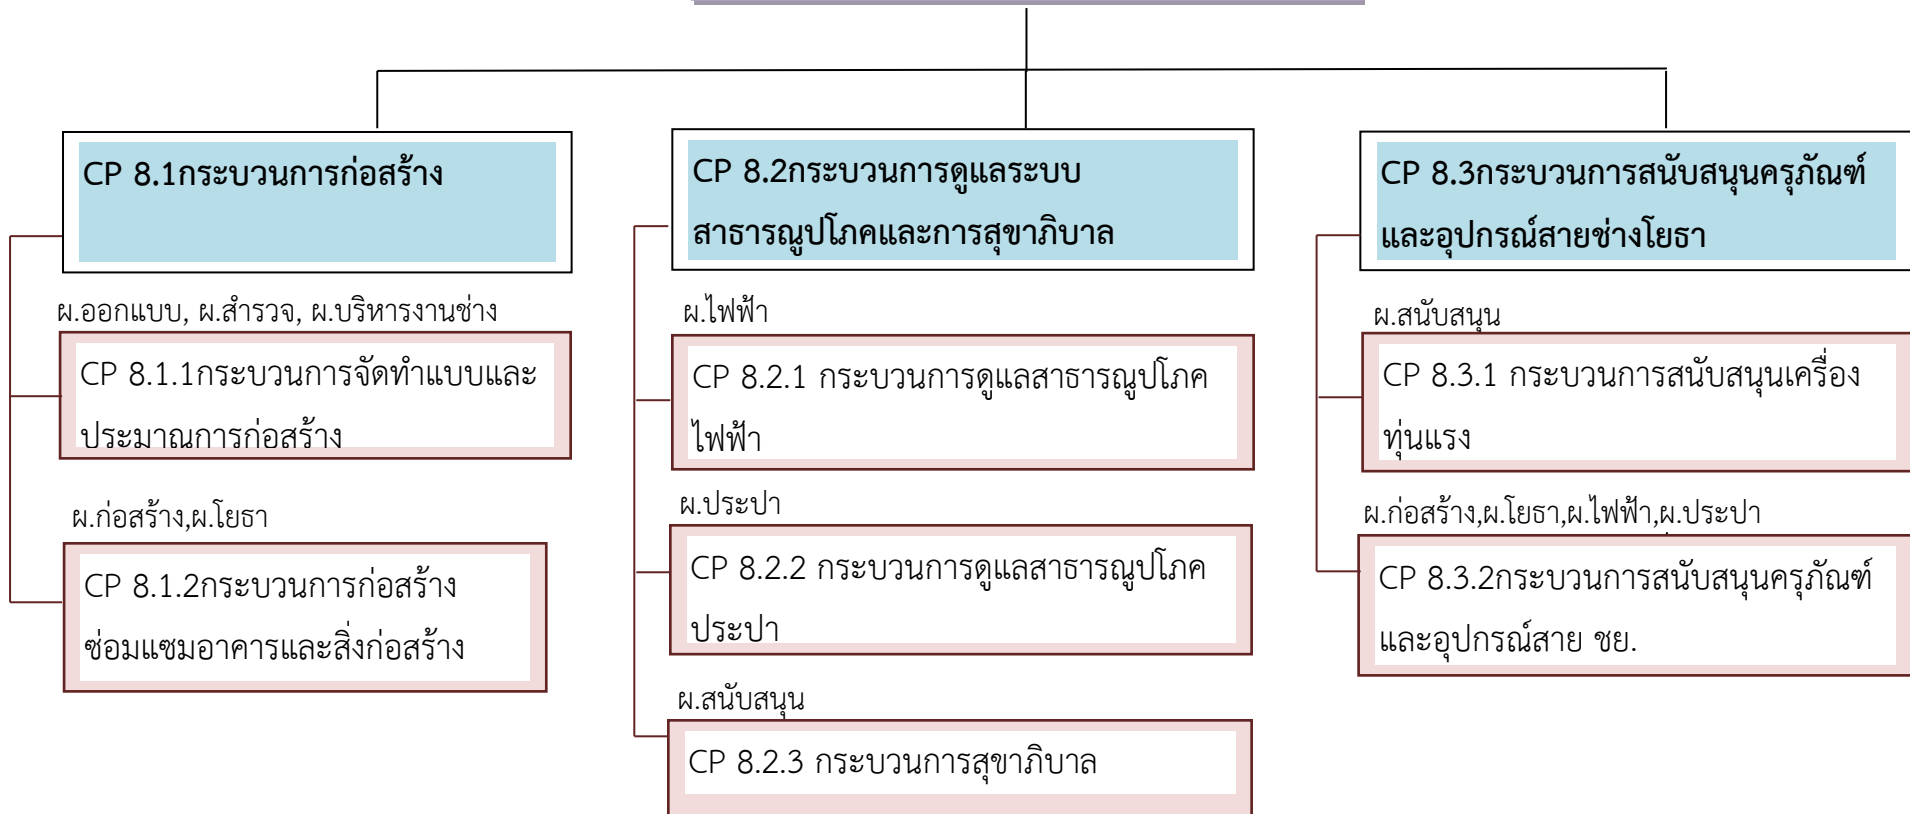 CP 8.1กระบวนการก่อสร้าง
ผ.ออกแบบ, ผ.สำรวจ, ผ.บริหารงานช่าง
CP 8.1.1กระบวนการจัดทำแบบและ
ประมาณการก่อสร้าง
ผ.ก่อสร้าง,ผ.โยธา
CP 8.1.2กระบวนการก่อสร้าง
ซ่อมแซมอาคารและสิ่งก่อสร้าง
CP 8.2กระบวนการดูแลระบบ
สาธารณูปโภคและการสุขาภิบาล
ผ.ไฟฟ้า
CP 8.2.1 กระบวนการดูแลสาธารณูปโภค
ไฟฟ้า
ผ.ประปา
CP 8.2.2 กระบวนการดูแลสาธารณูปโภค
ประปา
ผ.สนับสนุน
CP 8.2.3 กระบวนการสุขาภิบาล
CP 8.3กระบวนการสนับสนุนครุภัณฑ์
และอุปกรณ์สายช่างโยธา
ผ.สนับสนุน
CP 8.3.1 กระบวนการสนับสนุนเครื่อง
ทุ่นแรง
ผ.ก่อสร้าง,ผ.โยธา,ผ.ไฟฟ้า,ผ.ประปา
CP 8.3.2กระบวนการสนับสนุนครุภัณฑ์
และอุปกรณ์สาย ชย.